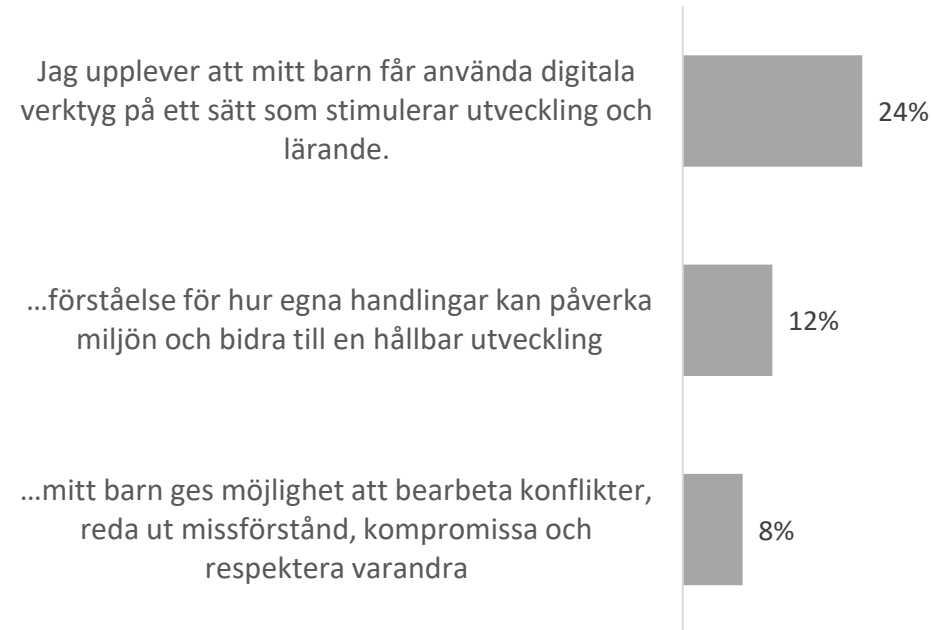 Jag upplever att mitt barn får använda digitala
verktyg på ett sätt som stimulerar utveckling och
lärande.
24%
...förståelse för hur egna handlingar kan påverka
miljön och bidra till en hållbar utveckling
12%
...mitt barn ges möjlighet att bearbeta konflikter,
reda ut missförstånd, kompromissa och
respektera varandra
8%